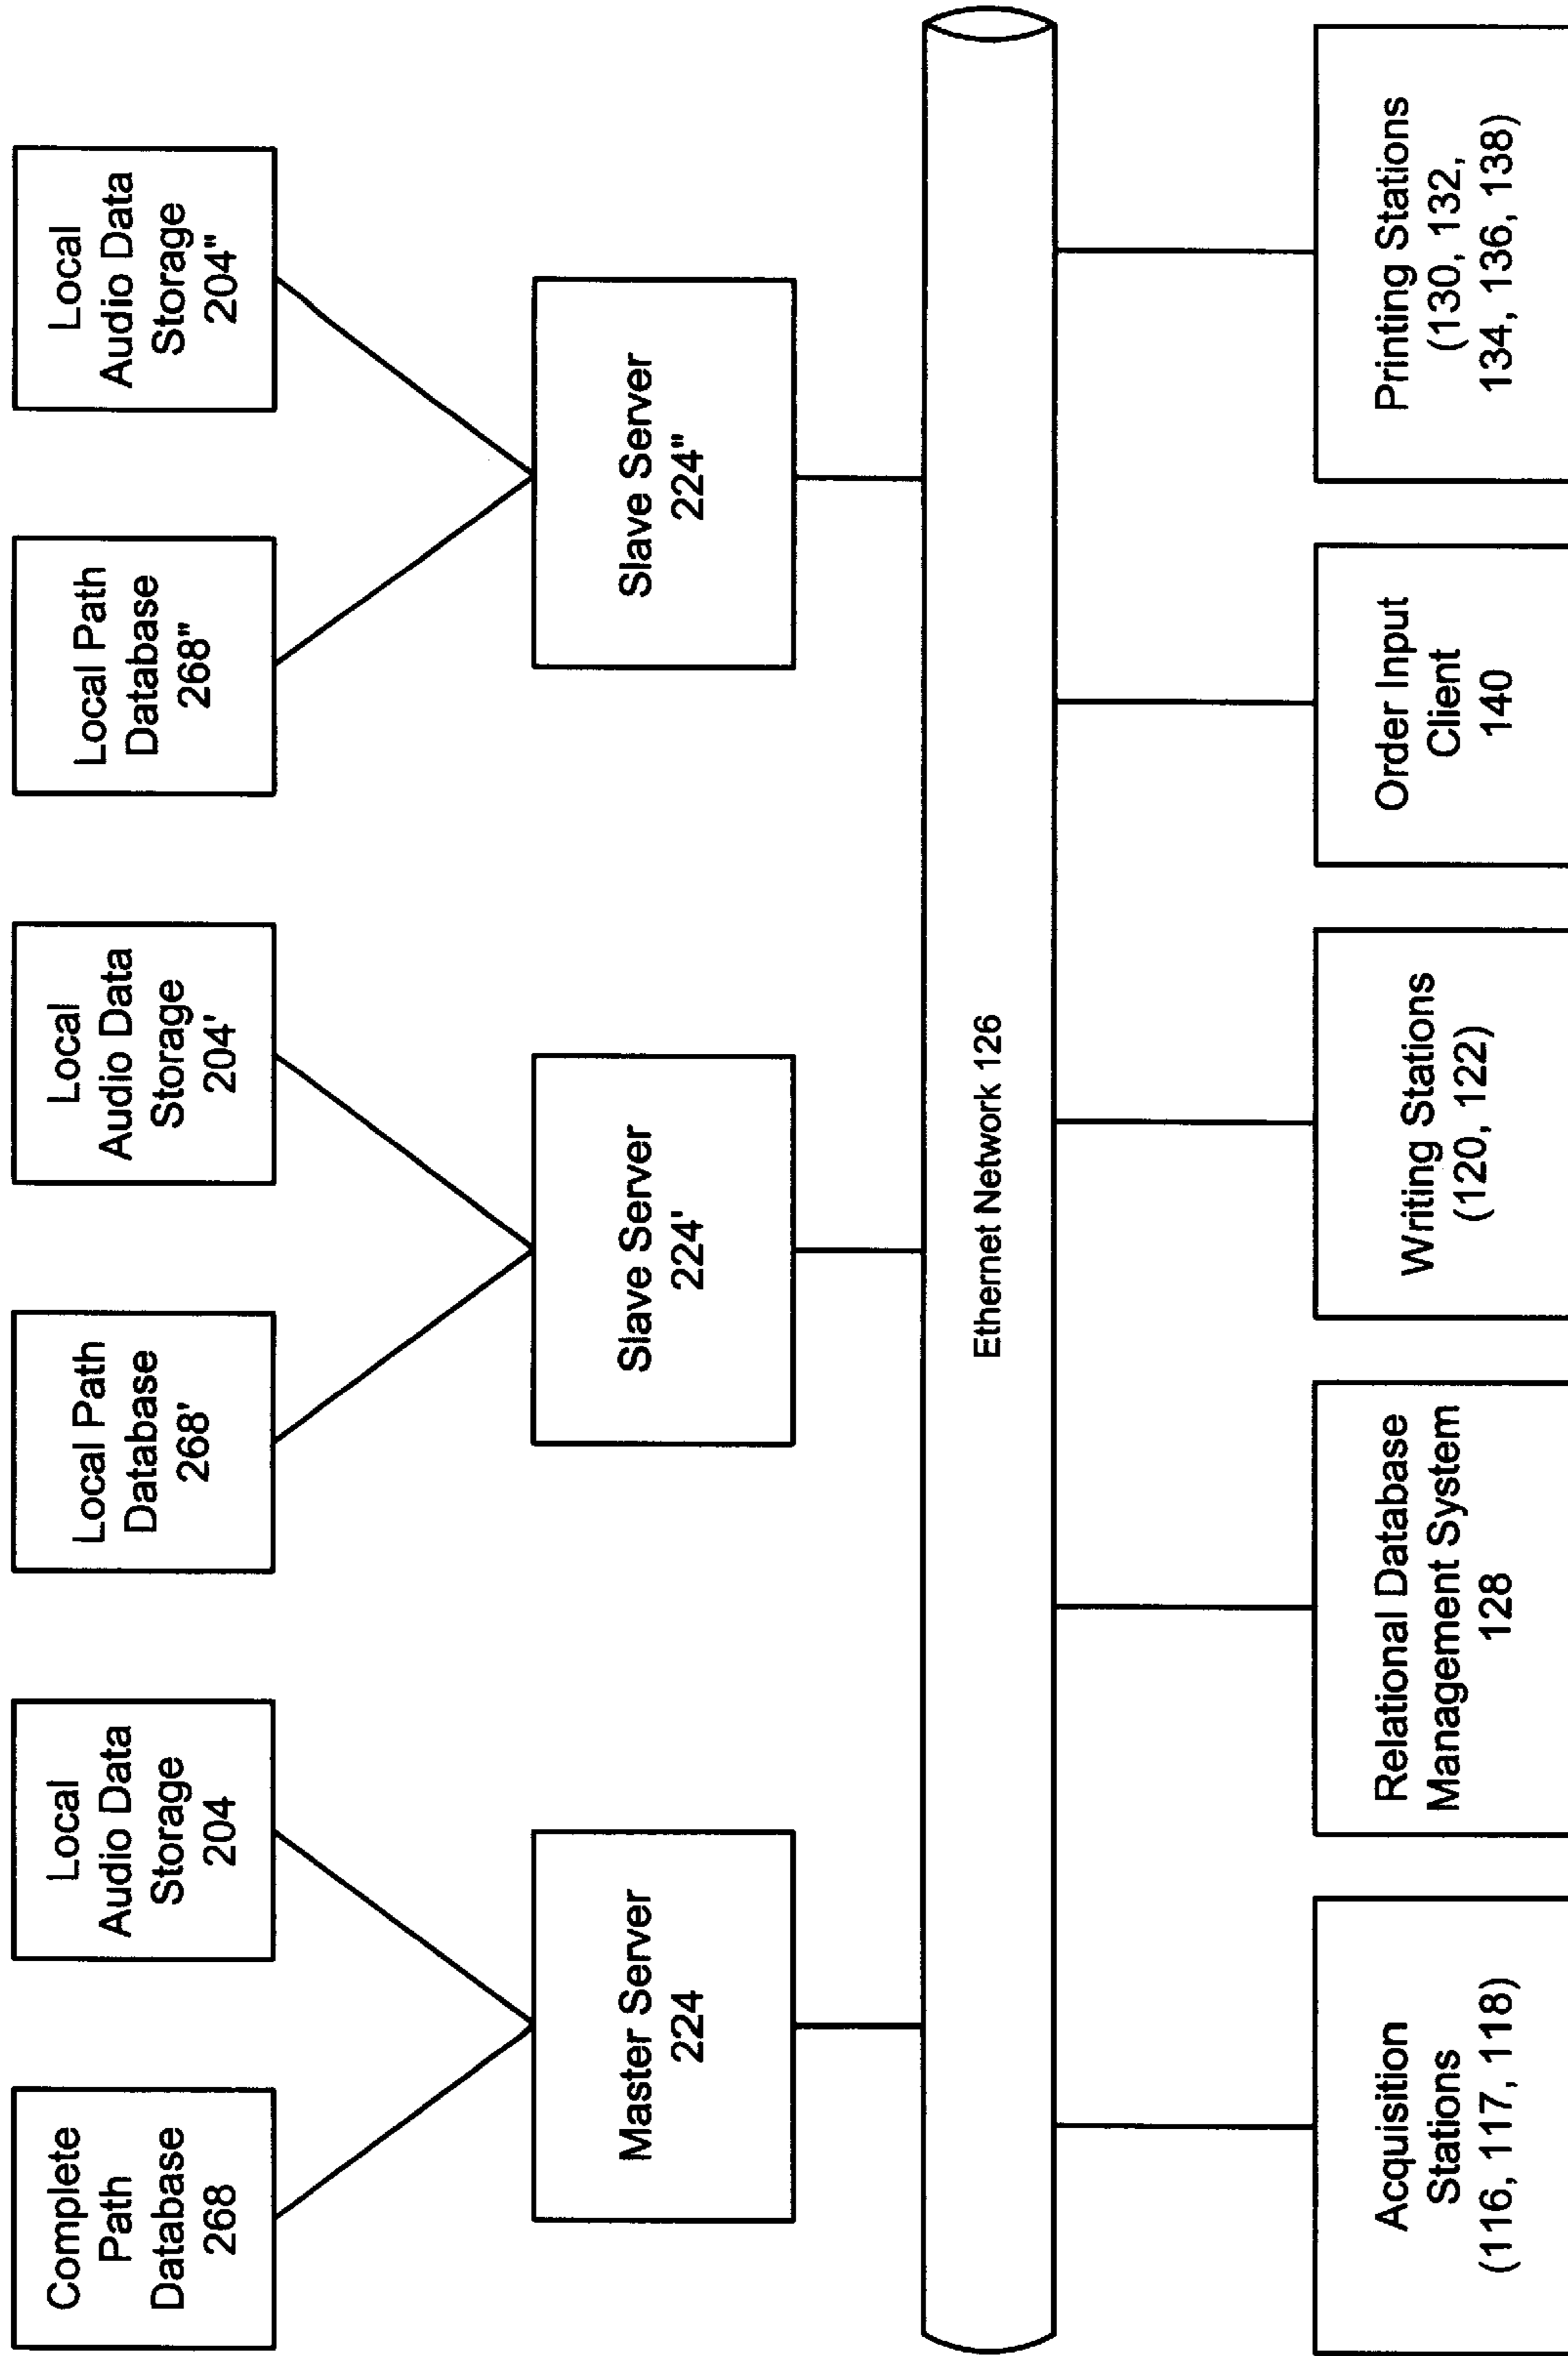 Complete
Path
Database
268
Local
Audio Data
Storage
204
Local Path
Database
268'
Local
Audio Data
Storage
204'
Local Path
Database
268"
Local
Audio Data
Storage
204"
Master Server
224
Slave Server
224'
Slave Server
224"
Ethernet Network 126
Acquisition
Stations
(116, 117, 118)
Relational Database
Management System
128
Writing Stations
(120, 122)
Order Input
Client
140
Printing Stations
(130, 132,
134, 136, 138)